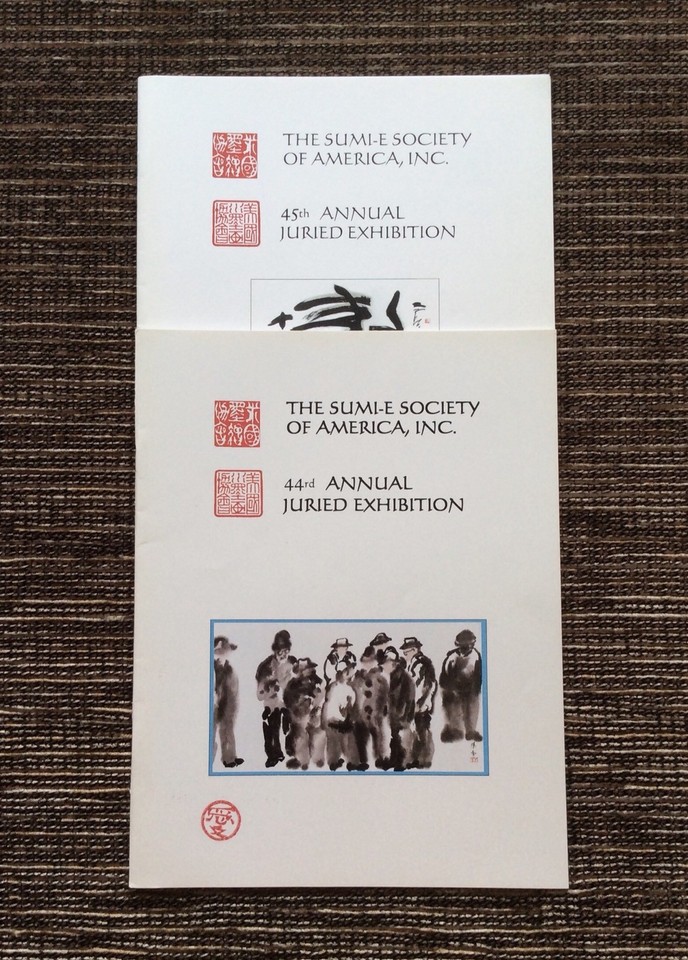 THE SUMI-E SOCIETY
OF AMERICA, INC.
45th ANNUAL
JURIED EXHIBITION
THE SUMI-E SOCIETY
OF AMERICA, INC.
44rd ANNUAL
JURIED EXHIBITION